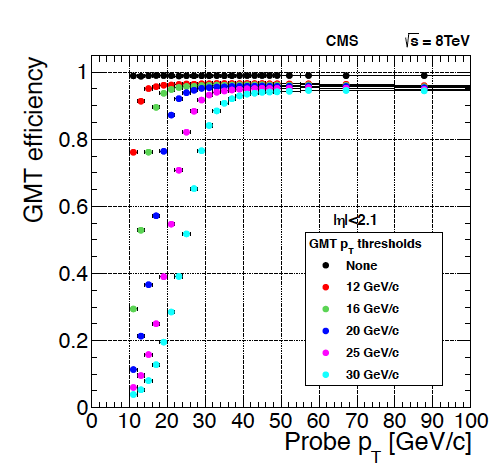 CMS √s = 8TeV
GMT efficiency
1
0.8
0.6
0.4
0.2
0
|η|<2.1
GMT p_T thresholds
None
12 GeV/c
16 GeV/c
20 GeV/c
25 GeV/c
30 GeV/c
0 10 20 30 40 50 60 70 80 90 100
Probe p_T [GeV/c]